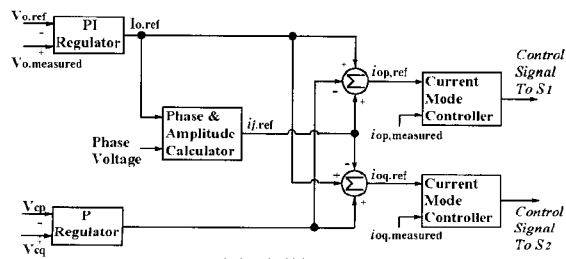 Vo.ref
-
+
Vo.measured
PI
Regulator
Io.ref
Phase
Voltage
Phase &
Amplitude
Calculator
ij.ref
+
-
+
Σ
iop,ref
iop,measured
Current
Mode
Controller
Control
Signal
To S1
-
+
+
Σ
ioq.ref
ioq.measured
Current
Mode
Controller
Control
Signal
To S2
Vcp
-
+
Vcq
P
Regulator